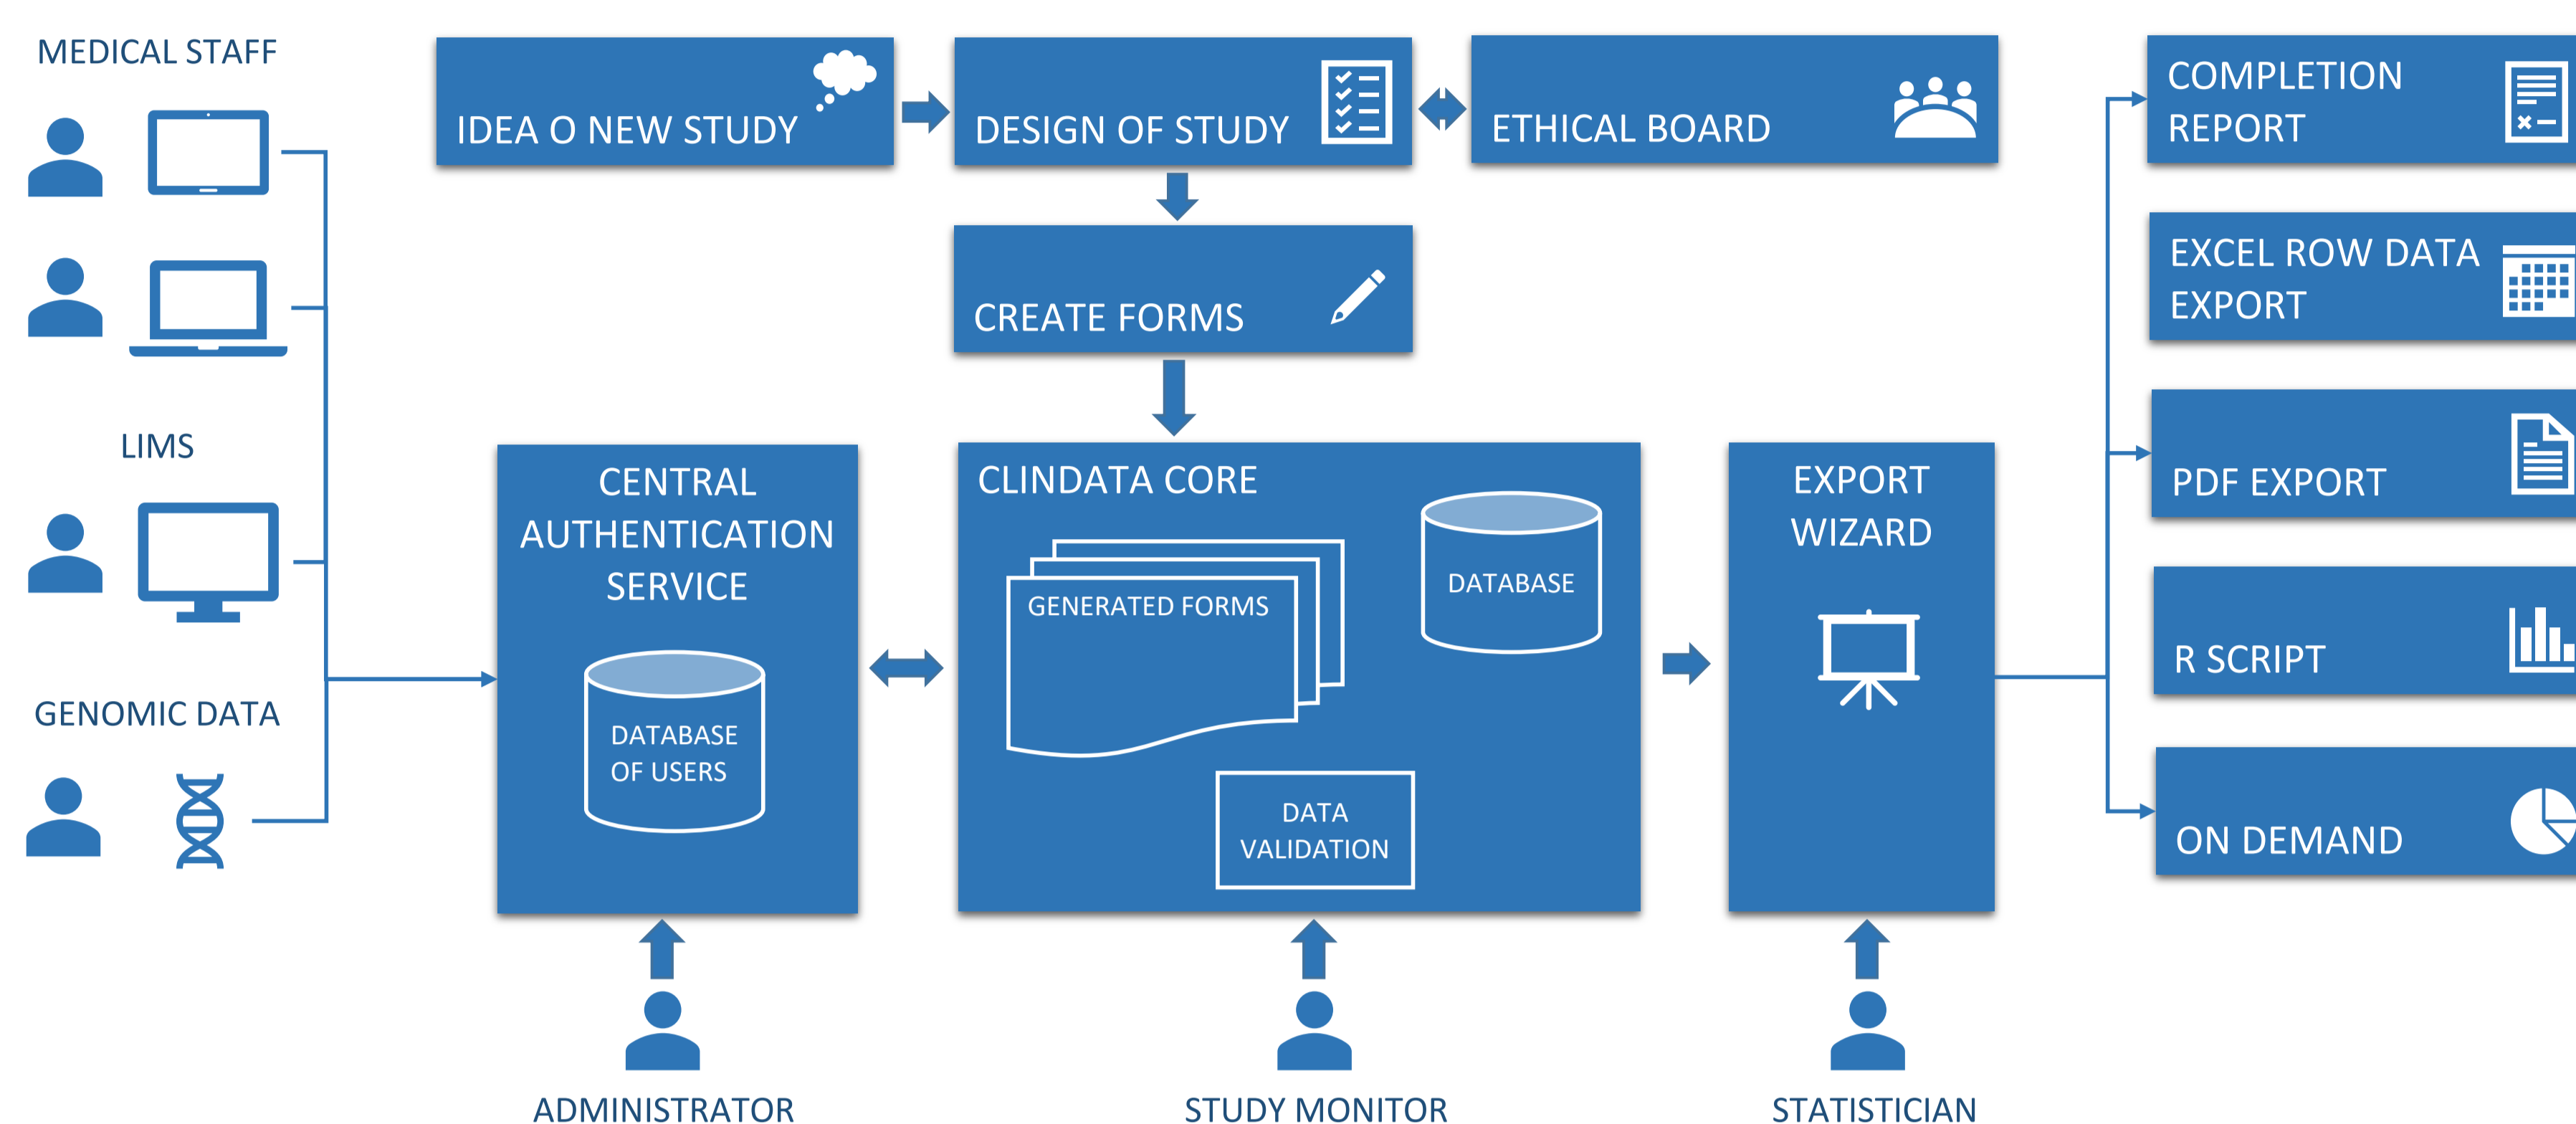 MEDICAL STAFF
IDEA O NEW STUDY
DESIGN OF STUDY
ETHICAL BOARD
COMPLETION
REPORT
CREATE FORMS
EXCEL ROW DATA
EXPORT
LIMS
CENTRAL
AUTHENTICATION
SERVICE
DATABASE
OF USERS
CLINDATA CORE
GENERATED FORMS
DATABASE
DATA
VALIDATION
EXPORT
WIZARD
PDF EXPORT
R SCRIPT
GENOMIC DATA
ON DEMAND
ADMINISTRATOR
STUDY MONITOR
STATISTICIAN